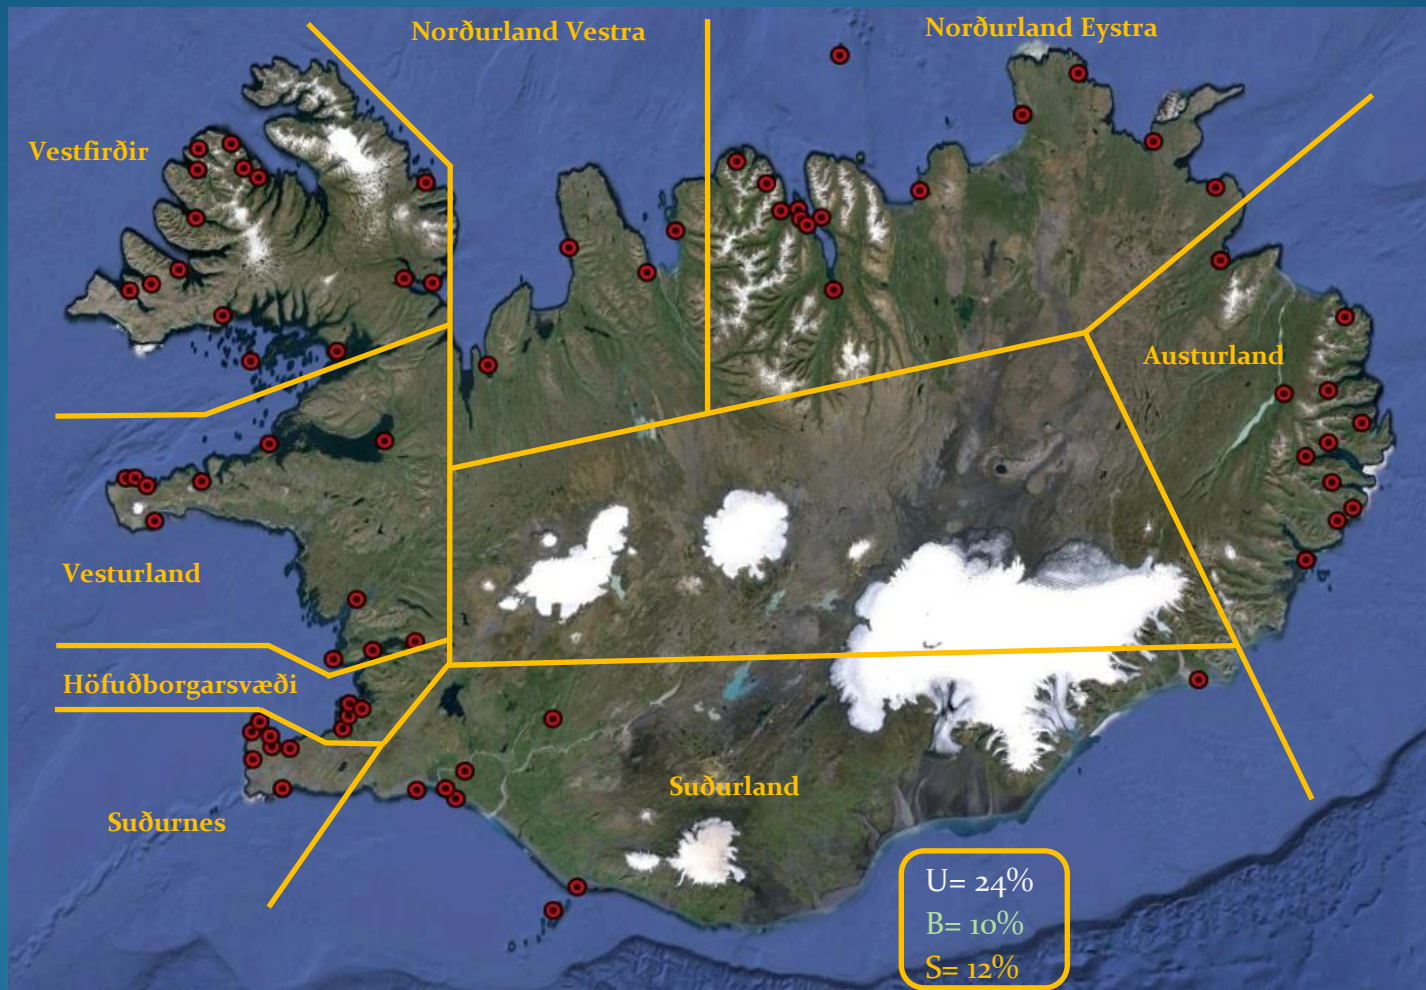 Norðurland Vestra
Norðurland Eystra
Vestfirðir
Austurland
Vesturland
Höfuðborgarsvæði
Suðurland
Suðurnes
U= 24%
B= 10%
S= 12%